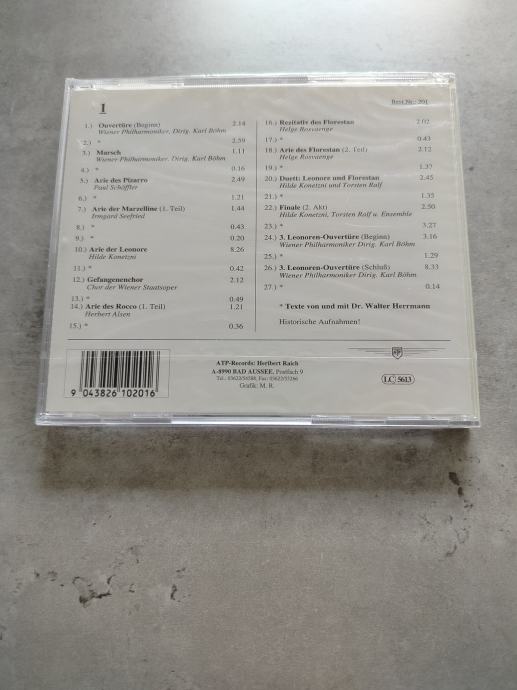 I
1.) Ouvertüre (Beginn) 2.14
Wiener Philharmoniker, Dirig. Karl Böhm
2.) * 2.59
3.) Marsch 1.11
Wiener Philharmoniker. Dirig. Karl Böhm
4.) * 0.16
5.) Arie des Pizarro 2.49
Paul Schöffler
6.) * 1.21
7.) Arie der Marzelline (1. Teil) 1.44
Irmgard Seefried
8.) * 0.43
9.) * 0.20
10.) Arie der Leonore 8.26
Hilde Konetzni
11.) * 0.42
12.) Gefangenenchor 2.12
Chor der Wiener Staatsoper
13.) * 0.49
14.) Arie des Rocco (1. Teil) 1.21
Herbert Alsen
15.) * 0.36
Best.Nr.: 201
16.) Rezitativ des Florestan 2.02
Helge Rosvaenge
17.) * 0.43
18.) Arie des Florestan (2. Teil) 2.12
Helge Rosvaenge
19.) * 1.37
20.) Duett: Leonore und Florestan 2.45
Hilde Konetzni und Torsten Ralf
21.) * 1.35
22.) Finale (2. Akt) 2.50
Hilde Konetzni, Torsten Ralf u. Ensemble
23.) * 3.27
24.) 3. Leonoren-Ouvertüre (Beginn) 3.16
Wiener Philharmoniker Dirig. Karl Böhm
25.) * 1.29
26.) 3. Leonoren-Ouvertüre (Schluß) 8.33
Wiener Philharmoniker Dirig. Karl Böhm
27.) * 0.14
* Texte von und mit Dr. Walter Herrmann
Historische Aufnahmen!
9 043826 102016
ATP-Records: Heribert Raich
A-8990 BAD AUSSEE, Postfach 9
Tel.: 03622/54588, Fax: 03622/55266
Grafik: M. R.
LC 5613